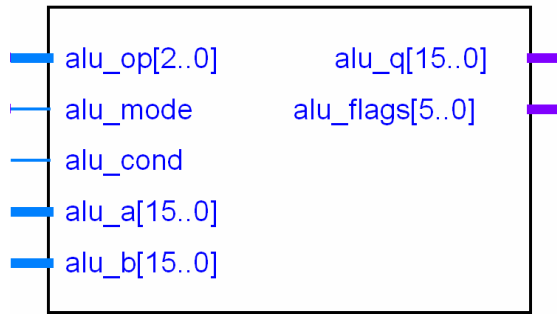 alu_op[2..0] alu_q[15..0]
alu_mode alu_flags[5..0]
alu_cond
alu_a[15..0]
alu_b[15..0]